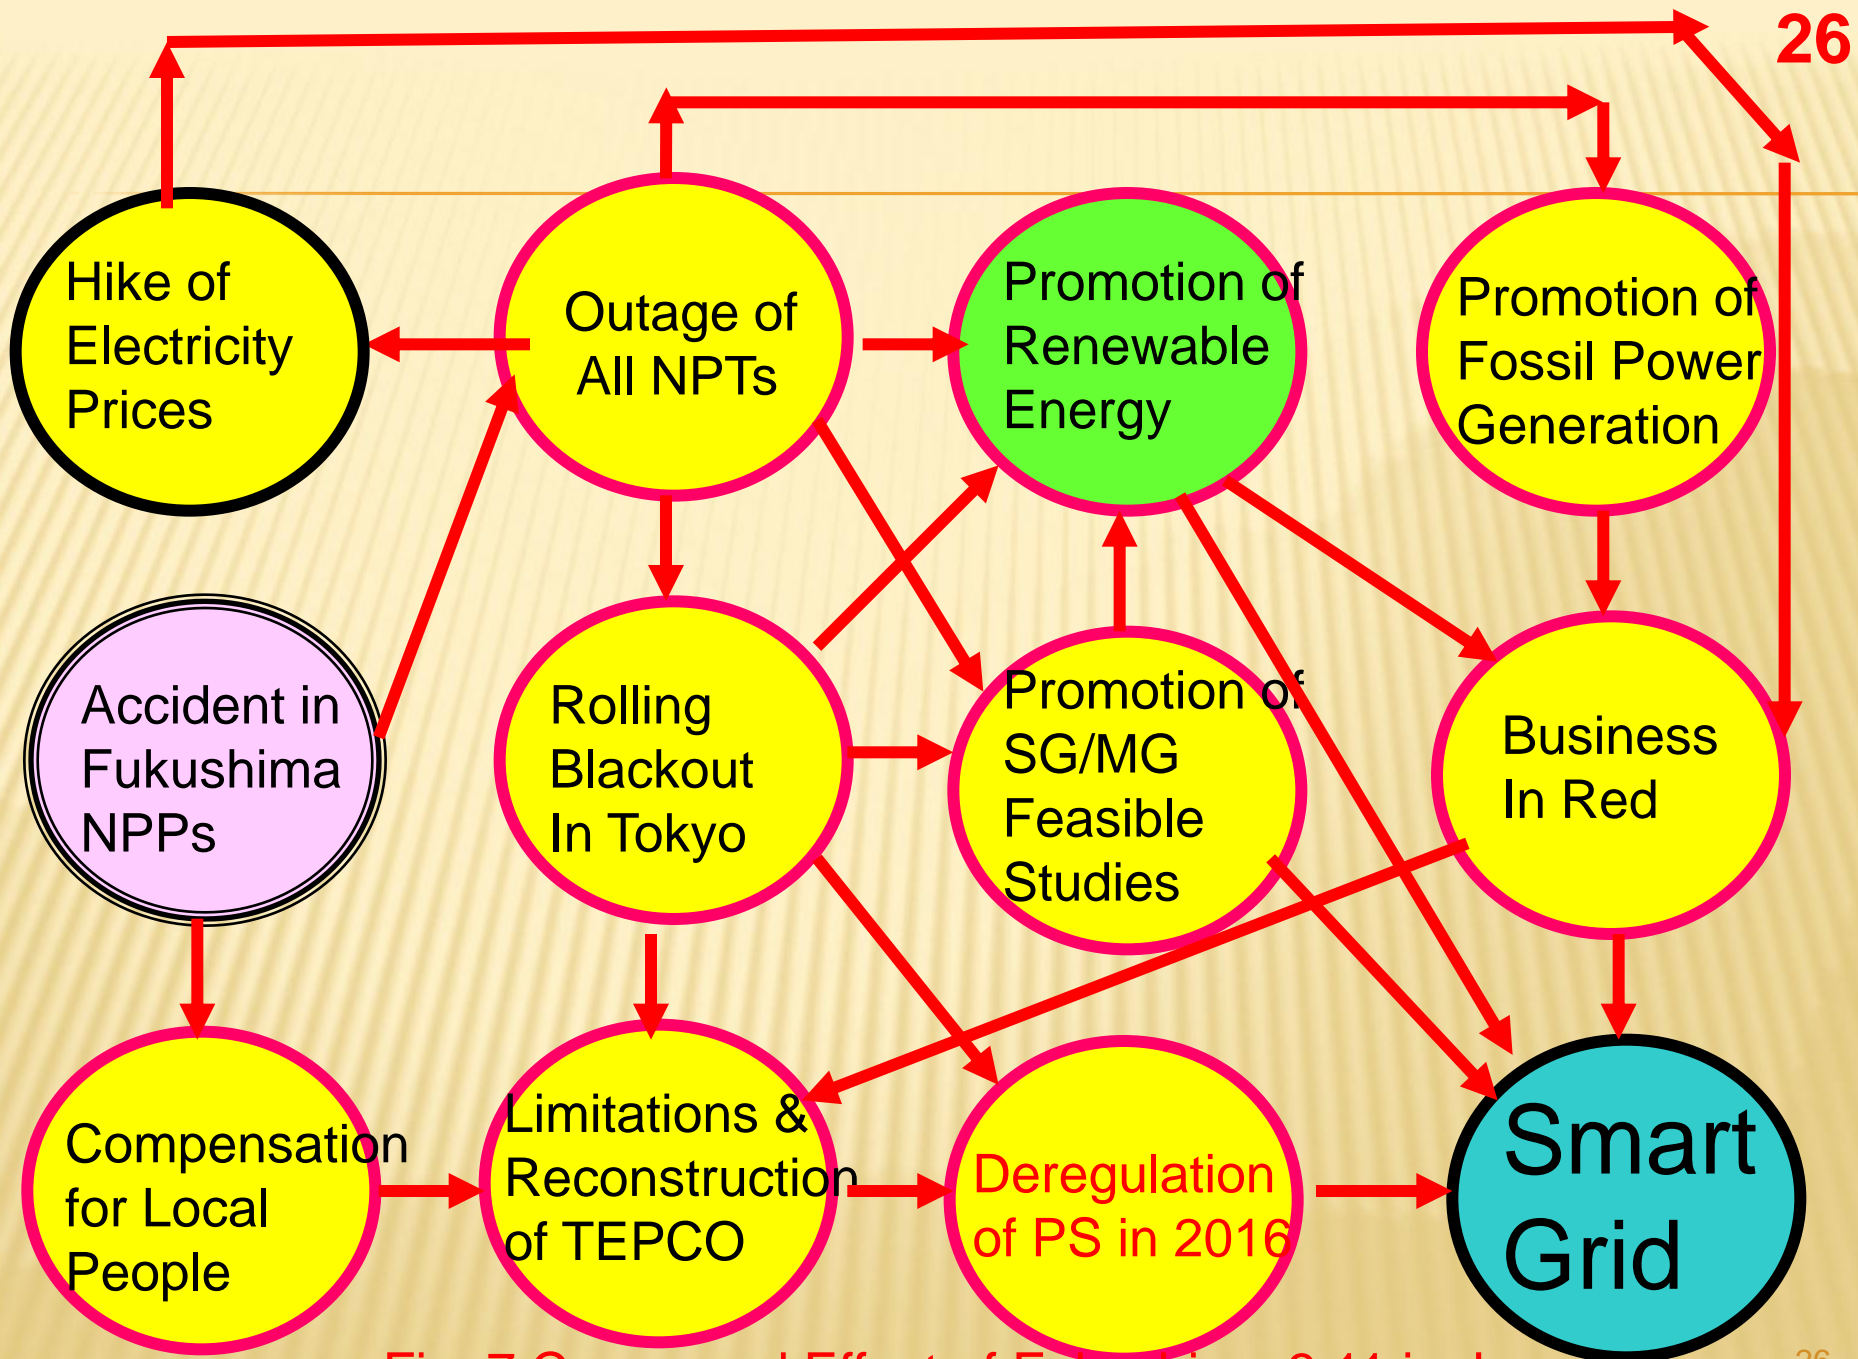 26
Hike of
Electricity
Prices
Outage of
All NPTs
Promotion of
Renewable
Energy
Promotion of
Fossil Power
Generation
Accident in
Fukushima
NPPs
Rolling
Blackout
In Tokyo
Promotion of
SG/MG
Feasible
Studies
Business
In Red
Compensation
for Local
People
Limitations &
Reconstruction
of TEPCO
Deregulation
of PS in 2016
Smart
Grid
26